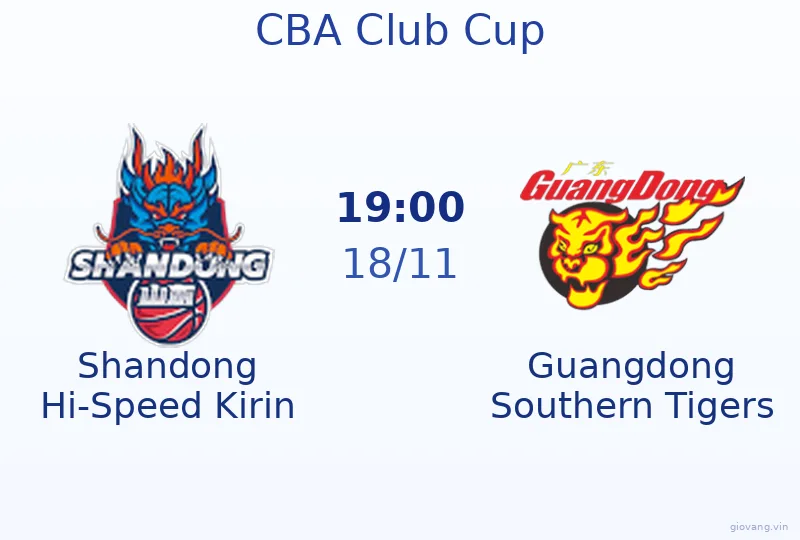 CBA Club Cup
SHANDONG
广东
GuangDong
19:00
18/11
Shandong
Hi-Speed Kirin
Guangdong
Southern Tigers
giovang.vin